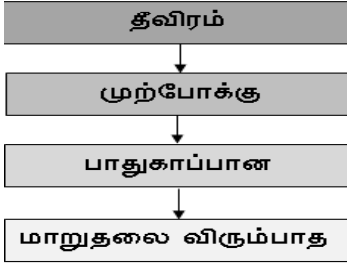 தீவிரம்
முற்போக்கு
பாதுகாப்பான
மாறுதலை விரும்பாத